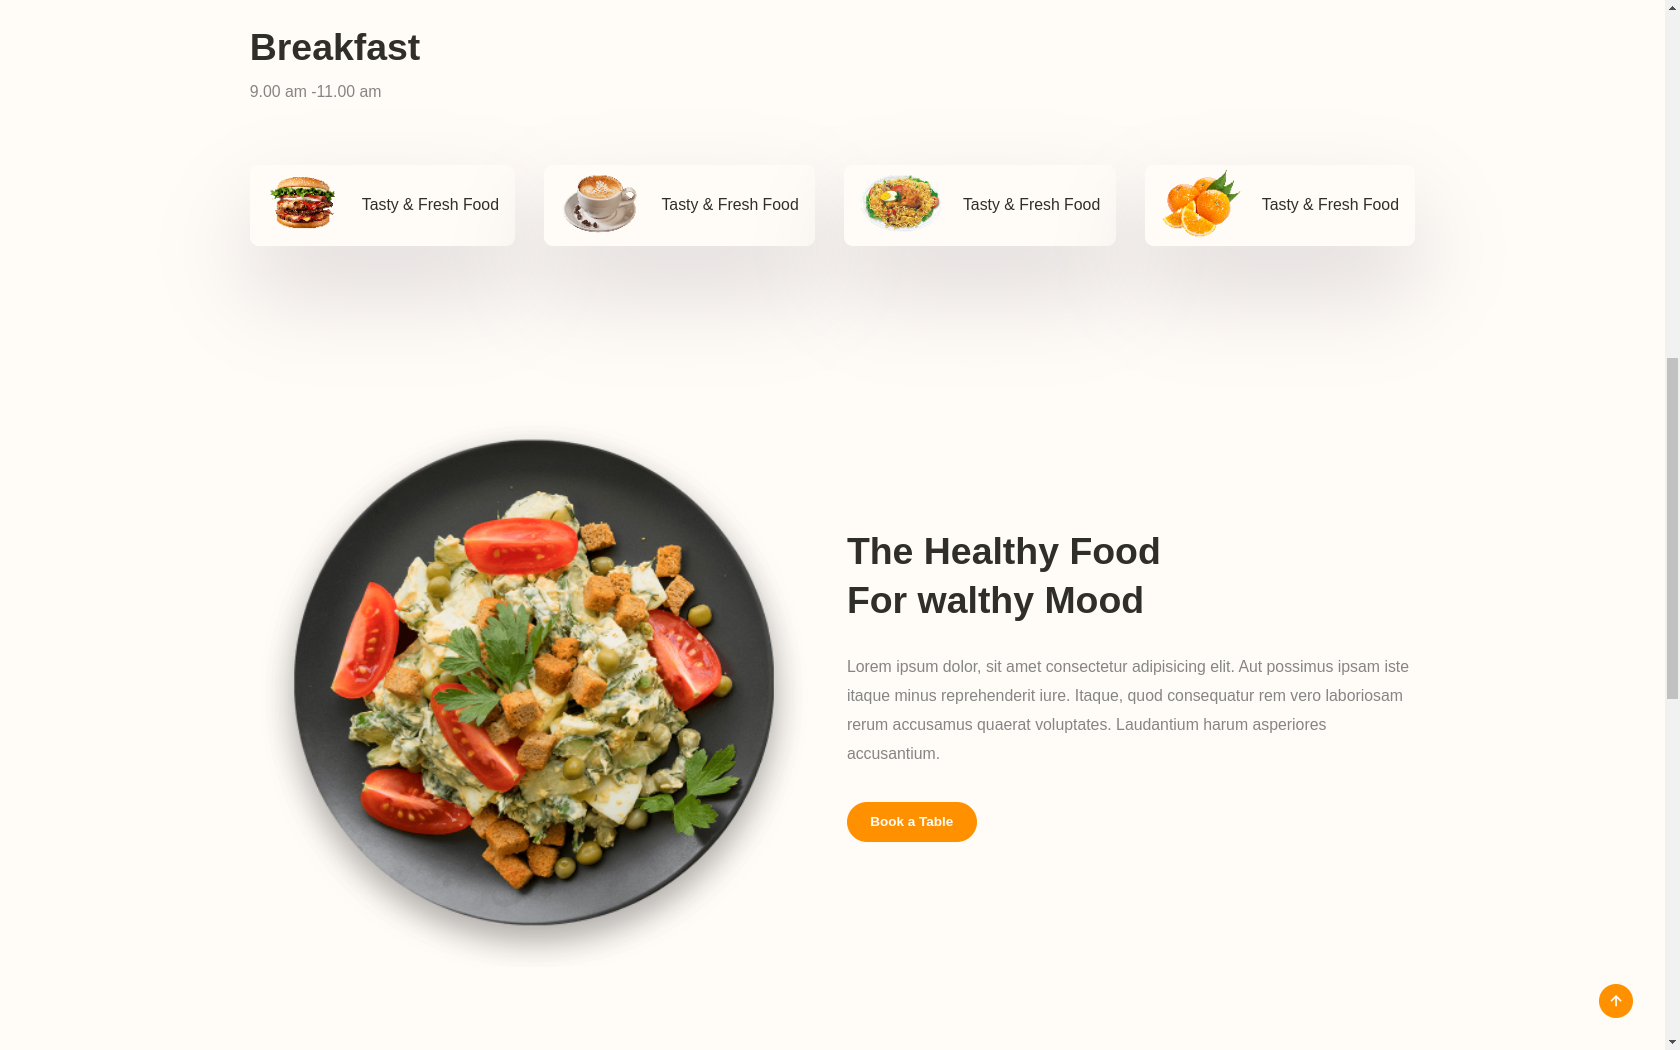 Breakfast
9.00 am -11.00 am
Tasty & Fresh Food
Tasty & Fresh Food
Tasty & Fresh Food
Tasty & Fresh Food
The Healthy Food
For walthy Mood
Lorem ipsum dolor, sit amet consectetur adipisicing elit. Aut possimus ipsam iste
itaque minus reprehenderit iure. Itaque, quod consequatur rem vero laboriosam
rerum accusamus quaerat voluptates. Laudantium harum asperiores
accusantium.
Book a Table